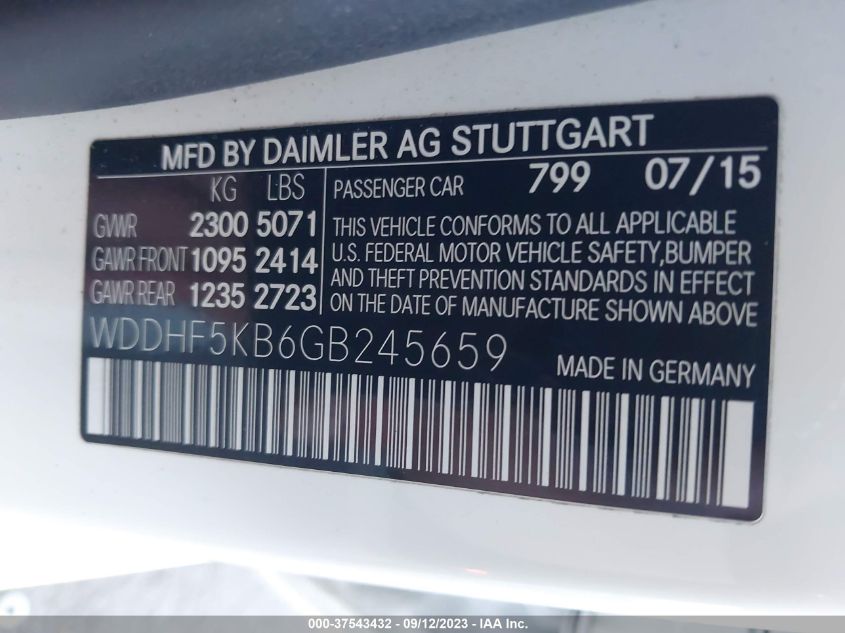 MFD BY DAIMLER AG STUTTGART
KG LBS
GVWR 2300 5071
GAWR FRONT 1095 2414
GAWR REAR 1235 2723
PASSENGER CAR 799 07/15
THIS VEHICLE CONFORMS TO ALL APPLICABLE
U.S. FEDERAL MOTOR VEHICLE SAFETY,BUMPER
AND THEFT PREVENTION STANDARDS IN EFFECT
ON THE DATE OF MANUFACTURE SHOWN ABOVE
WDDHF5KB6GB245659
MADE IN GERMANY
000-37543432 - 09/12/2023 - IAA Inc.